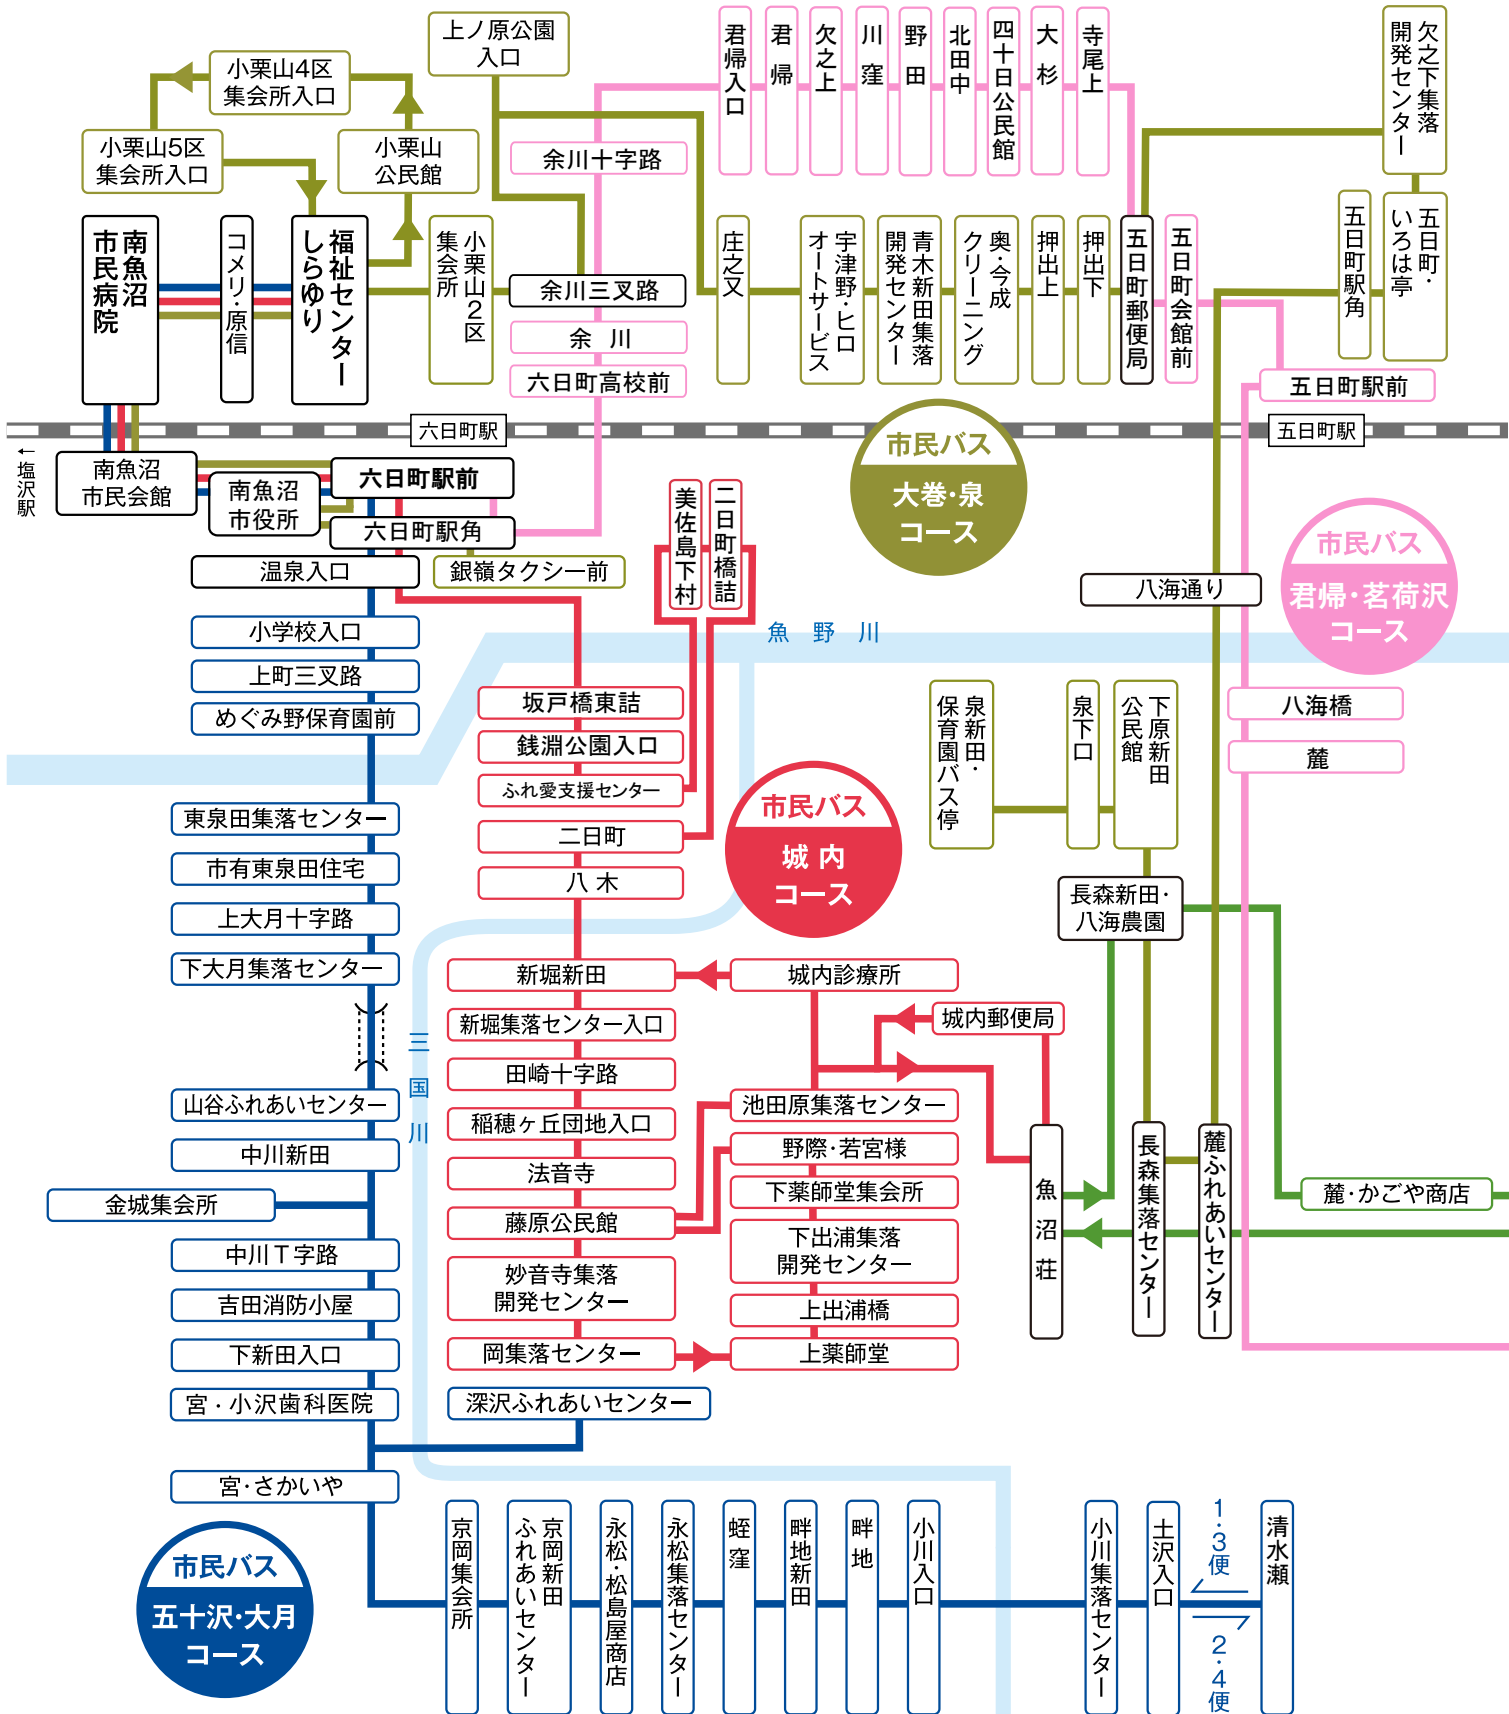 上ノ原公園
入口
小栗山4区
集会所入口
小栗山5区
集会所入口
小栗山
公民館
君帰入口
君帰
欠之上
川窪
野田
北田中
四十日公民館
大杉
寺尾上
欠之下集落
開発センター
余川十字路
南魚沼
市民病院
コメリ・原信
福祉センター
しらゆり
小栗山2区
集会所
余川三叉路
余川
六日町高校前
庄之又
宇津野・ヒロ
オートサービス
青木新田集落
開発センター
奥・今成
クリーニング
押出上
押出下
五日町郵便局
五日町会館前
五日町駅角
五日町・
いろは亭
五日町駅前
六日町駅
五日町駅
←塩沢駅
南魚沼
市民会館
南魚沼
市役所
六日町駅前
六日町駅角
温泉入口
銀嶺タクシー前
美佐島下村
二日町橋詰
市民バス
大巻・泉
コース
市民バス
君帰・茗荷沢
コース
八海通り
小学校入口
上町三叉路
めぐみ野保育園前
魚野川
坂戸橋東詰
銭淵公園入口
ふれ愛支援センター
二日町
八木
市民バス
城内
コース
泉新田・
保育園バス停
泉下口
下原新田
公民館
八海橋
麓
東泉田集落センター
市有東泉田住宅
上大月十字路
下大月集落センター
長森新田・
八海農園
新堀新田
城内診療所
新堀集落センター入口
城内郵便局
田崎十字路
三国川
山谷ふれあいセンター
稲穂ヶ丘団地入口
池田原集落センター
中川新田
法音寺
野際・若宮様
金城集会所
藤原公民館
下薬師堂集会所
魚沼荘
長森集落センター
麓ふれあいセンター
麓・かごや商店
中川T字路
妙音寺集落
開発センター
下出浦集落
開発センター
吉田消防小屋
上出浦橋
下新田入口
岡集落センター
上薬師堂
宮・小沢歯科医院
深沢ふれあいセンター
宮・さかいや
市民バス
五十沢・大月
コース
京岡集会所
京岡新田
ふれあいセンター
永松・松島屋商店
永松集落センター
蛭窪
畔地新田
畔地
小川入口
小川集落センター
土沢入口
1・3便
2・4便
清水瀬